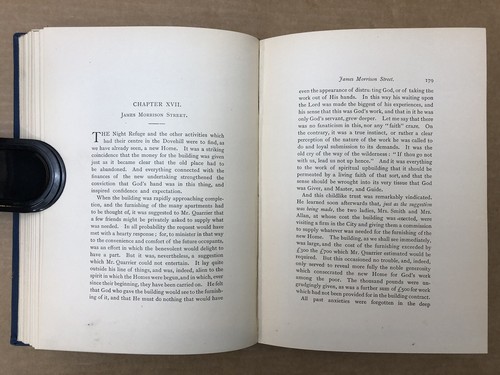 CHAPTER XVII.
JAMES MORRISON STREET.
THE Night Refuge and the other activities which
had their centre in the Dovehill were to find, as
we have already seen, a new Home. It was a striking
coincidence that the money for the building was given
just as it became clear that the old place had to
be abandoned. And everything connected with the
finances of the new undertaking strengthened the
conviction that God's hand was in this thing, and
inspired confidence and expectation.
When the building was rapidly approaching comple-
tion, and the furnishing of the many apartments had
to be thought of, it was suggested to Mr. Quarrier that
a few friends might be privately asked to supply what
was needed. In all probability the request would have
met with a hearty response; for, to minister in that way
to the convenience and comfort of the future occupants,
was an effort in which the benevolent would delight to
have a part. But it was, nevertheless, a suggestion
which Mr. Quarrier could not entertain. It lay quite
outside his line of things, and was, indeed, alien to the
spirit in which the Homes were begun, and in which, ever
since their beginning, they have been carried on. He felt
that God who gave the building would see to the furnish-
ing of it, and that He must do nothing that would have
James Morrison Street. 179
even the appearance of distrusting God, or of taking the
work out of His hands. In this way his waiting upon
the Lord was made the biggest of his experiences, and
his sense that the work was God's, and that in it he was
only God's servant, grew deeper. Let me say that there
was no fanaticism in this, nor any "faith" craze. On
the contrary, it was a true instinct, or rather a clear
perception of the nature of the work he was called to
do and loyal submission to its demands. It was the
old cry of the way of the wilderness: "If thou go not
with us, lead us not up hence." And it was everything
to the work of spiritual upbuilding that it should be
permeated by a living faith of that sort, and that the
sense should be wrought into its very tissue that God
was Giver, and Master, and Guide.
And this childlike trust was remarkably vindicated.
He learned soon afterwards that, just as the suggestion
was being made, the two ladies, Mrs. Smith and Mrs.
Allan, at whose cost the building was erected, were
visiting a firm in the City and giving them a commission
to supply whatever was needed for the furnishing of the
new Home. The building, as we shall see immediately,
was large, and the cost of the furnishing exceeded by
£300 the £700 which Mr. Quarrier estimated would be
required. But this occasioned no trouble, and, indeed,
only served to reveal more fully the noble generosity
which consecrated the new Home for God's work
among the poor. The thousand pounds were un-
grudgingly given, as was a further sum of £500 for work
which had not been provided for in the building contract.
All past anxieties were forgotten in the deep